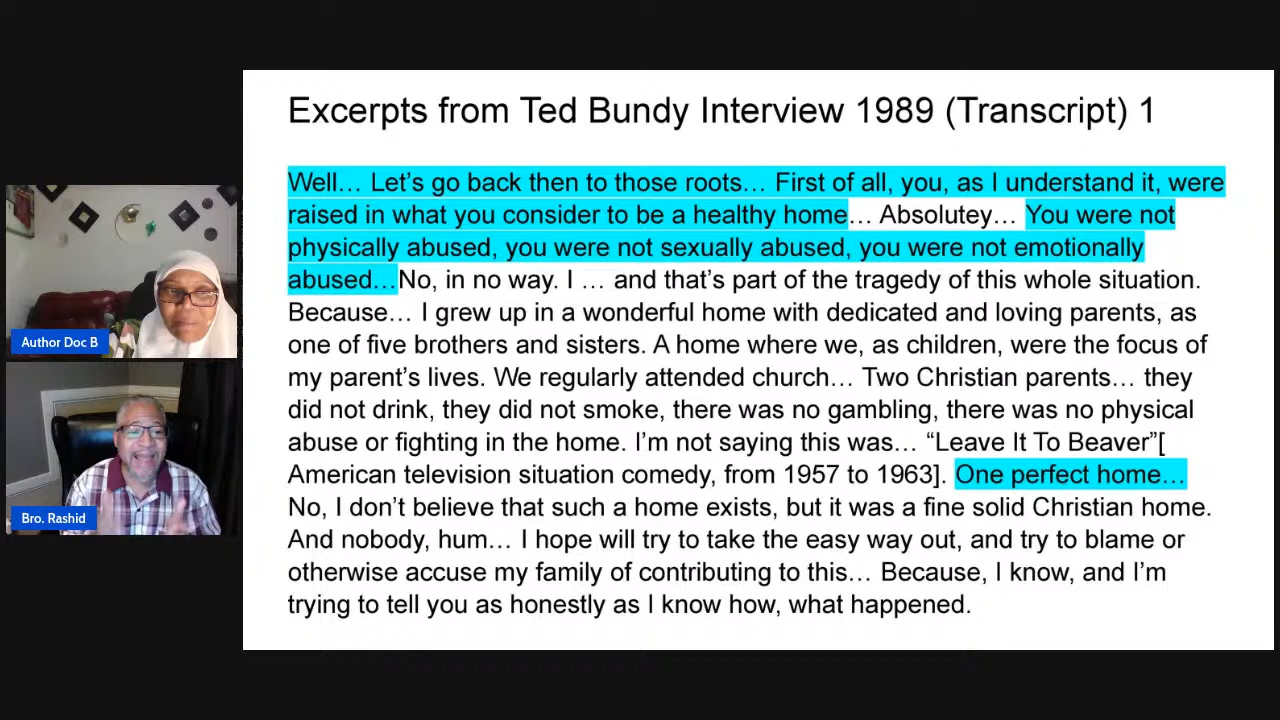 Excerpts from Ted Bundy Interview 1989 (Transcript) 1
Well… Let's go back then to those roots… First of all, you, as I understand it, were
raised in what you consider to be a healthy home… Absolutey… You were not
physically abused, you were not sexually abused, you were not emotionally
abused…No, in no way. I … and that's part of the tragedy of this whole situation.
Because… I grew up in a wonderful home with dedicated and loving parents, as
one of five brothers and sisters. A home where we, as children, were the focus of
my parent's lives. We regularly attended church… Two Christian parents… they
did not drink, they did not smoke, there was no gambling, there was no physical
abuse or fighting in the home. I'm not saying this was… “Leave It To Beaver”[
American television situation comedy, from 1957 to 1963]. One perfect home…
No, I don't believe that such a home exists, but it was a fine solid Christian home.
And nobody, hum… I hope will try to take the easy way out, and try to blame or
otherwise accuse my family of contributing to this… Because, I know, and I'm
trying to tell you as honestly as I know how, what happened.
Author Doc B
Bro. Rashid